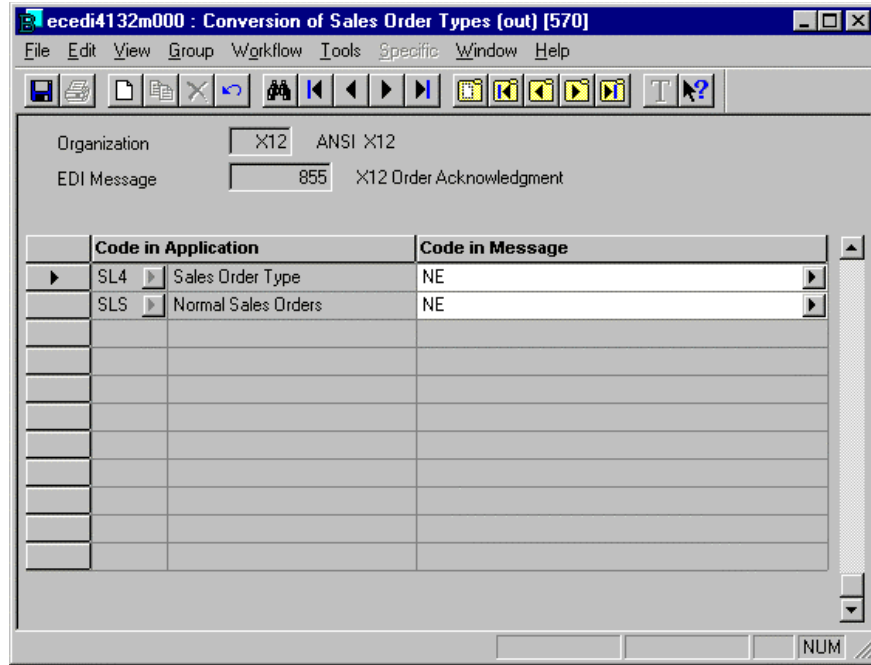 ecedi4132m000 : Conversion of Sales Order Types (out) [570]
File Edit View Group Workflow Tools Specific Window Help
Organization X12 ANSI X12
EDI Message 855 X12 Order Acknowledgment
Code in Application Code in Message
SL4 Sales Order Type NE
SLS Normal Sales Orders NE
NUM